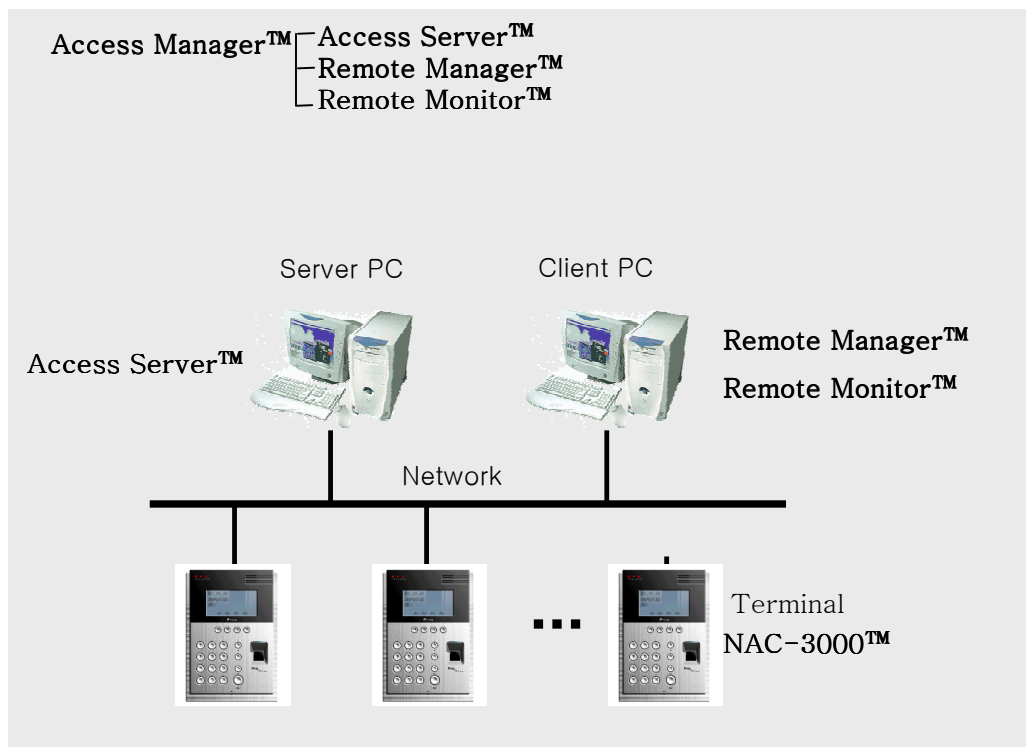 Access Manager™
Access Server™
Remote Manager™
Remote Monitor™
Server PC
Client PC
Access Server™
Remote Manager™
Remote Monitor™
Network
Terminal
NAC-3000™